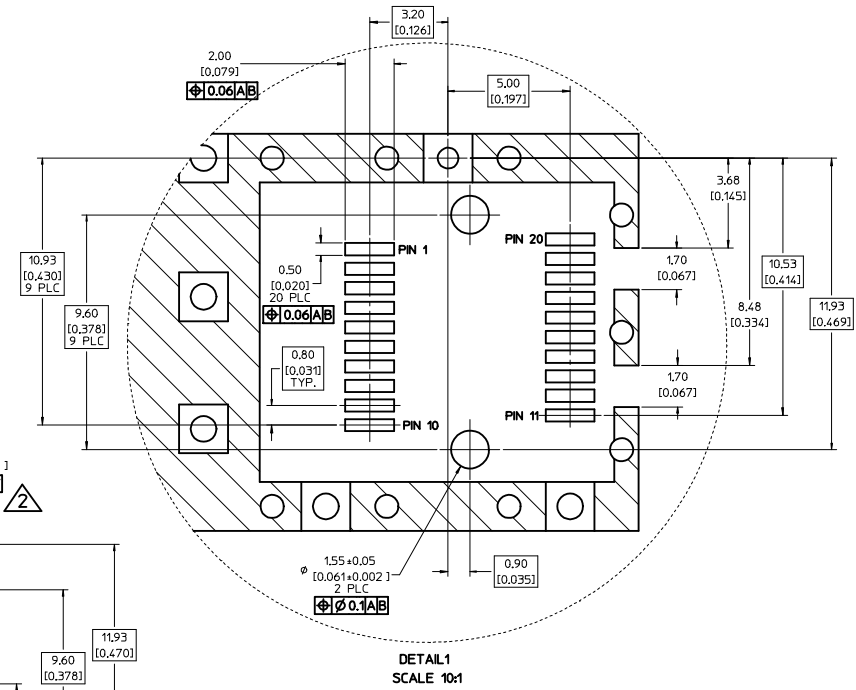 3.20
[0.126]
2.00
[0.079]
⌖ 0.06 A B
5.00
[0.197]
3.68
[0.145]
PIN 1
PIN 20
10.93
[0.430]
9 PLC
0.50
[0.020]
20 PLC
⌖ 0.06 A B
1.70
[0.067]
10.53
[0.414]
11.93
[0.469]
9.60
[0.378]
9 PLC
8.48
[0.334]
0.80
[0.031]
TYP.
1.70
[0.067]
PIN 10
PIN 11
]
2
ø 1.55±0.05
[0.061±0.002 ]
2 PLC
⌖ Ø 0.1 A B
0.90
[0.035]
11.93
[0.470]
9.60
[0.378]
DETAIL1
SCALE 10:1